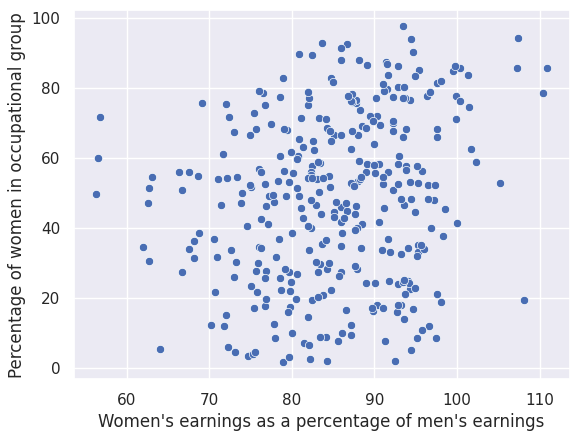 100
80
60
40
20
0
Percentage of women in occupational group
60 70 80 90 100 110
Women's earnings as a percentage of men's earnings